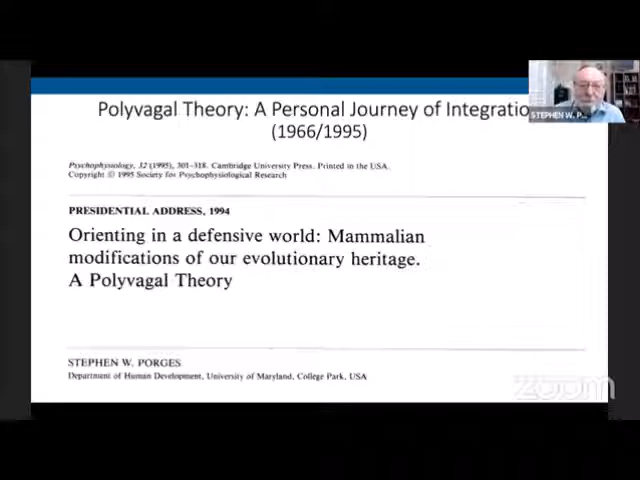 Polyvagal Theory: A Personal Journey of Integratio
(1966/1995)
STEPHEN W. P...
Psychophysiology, 32 (1995), 301–318. Cambridge University Press. Printed in the USA.
Copyright © 1995 Society for Psychophysiological Research
PRESIDENTIAL ADDRESS, 1994
Orienting in a defensive world: Mammalian
modifications of our evolutionary heritage.
A Polyvagal Theory
STEPHEN W. PORGES
Department of Human Development, University of Maryland, College Park, USA
zoom